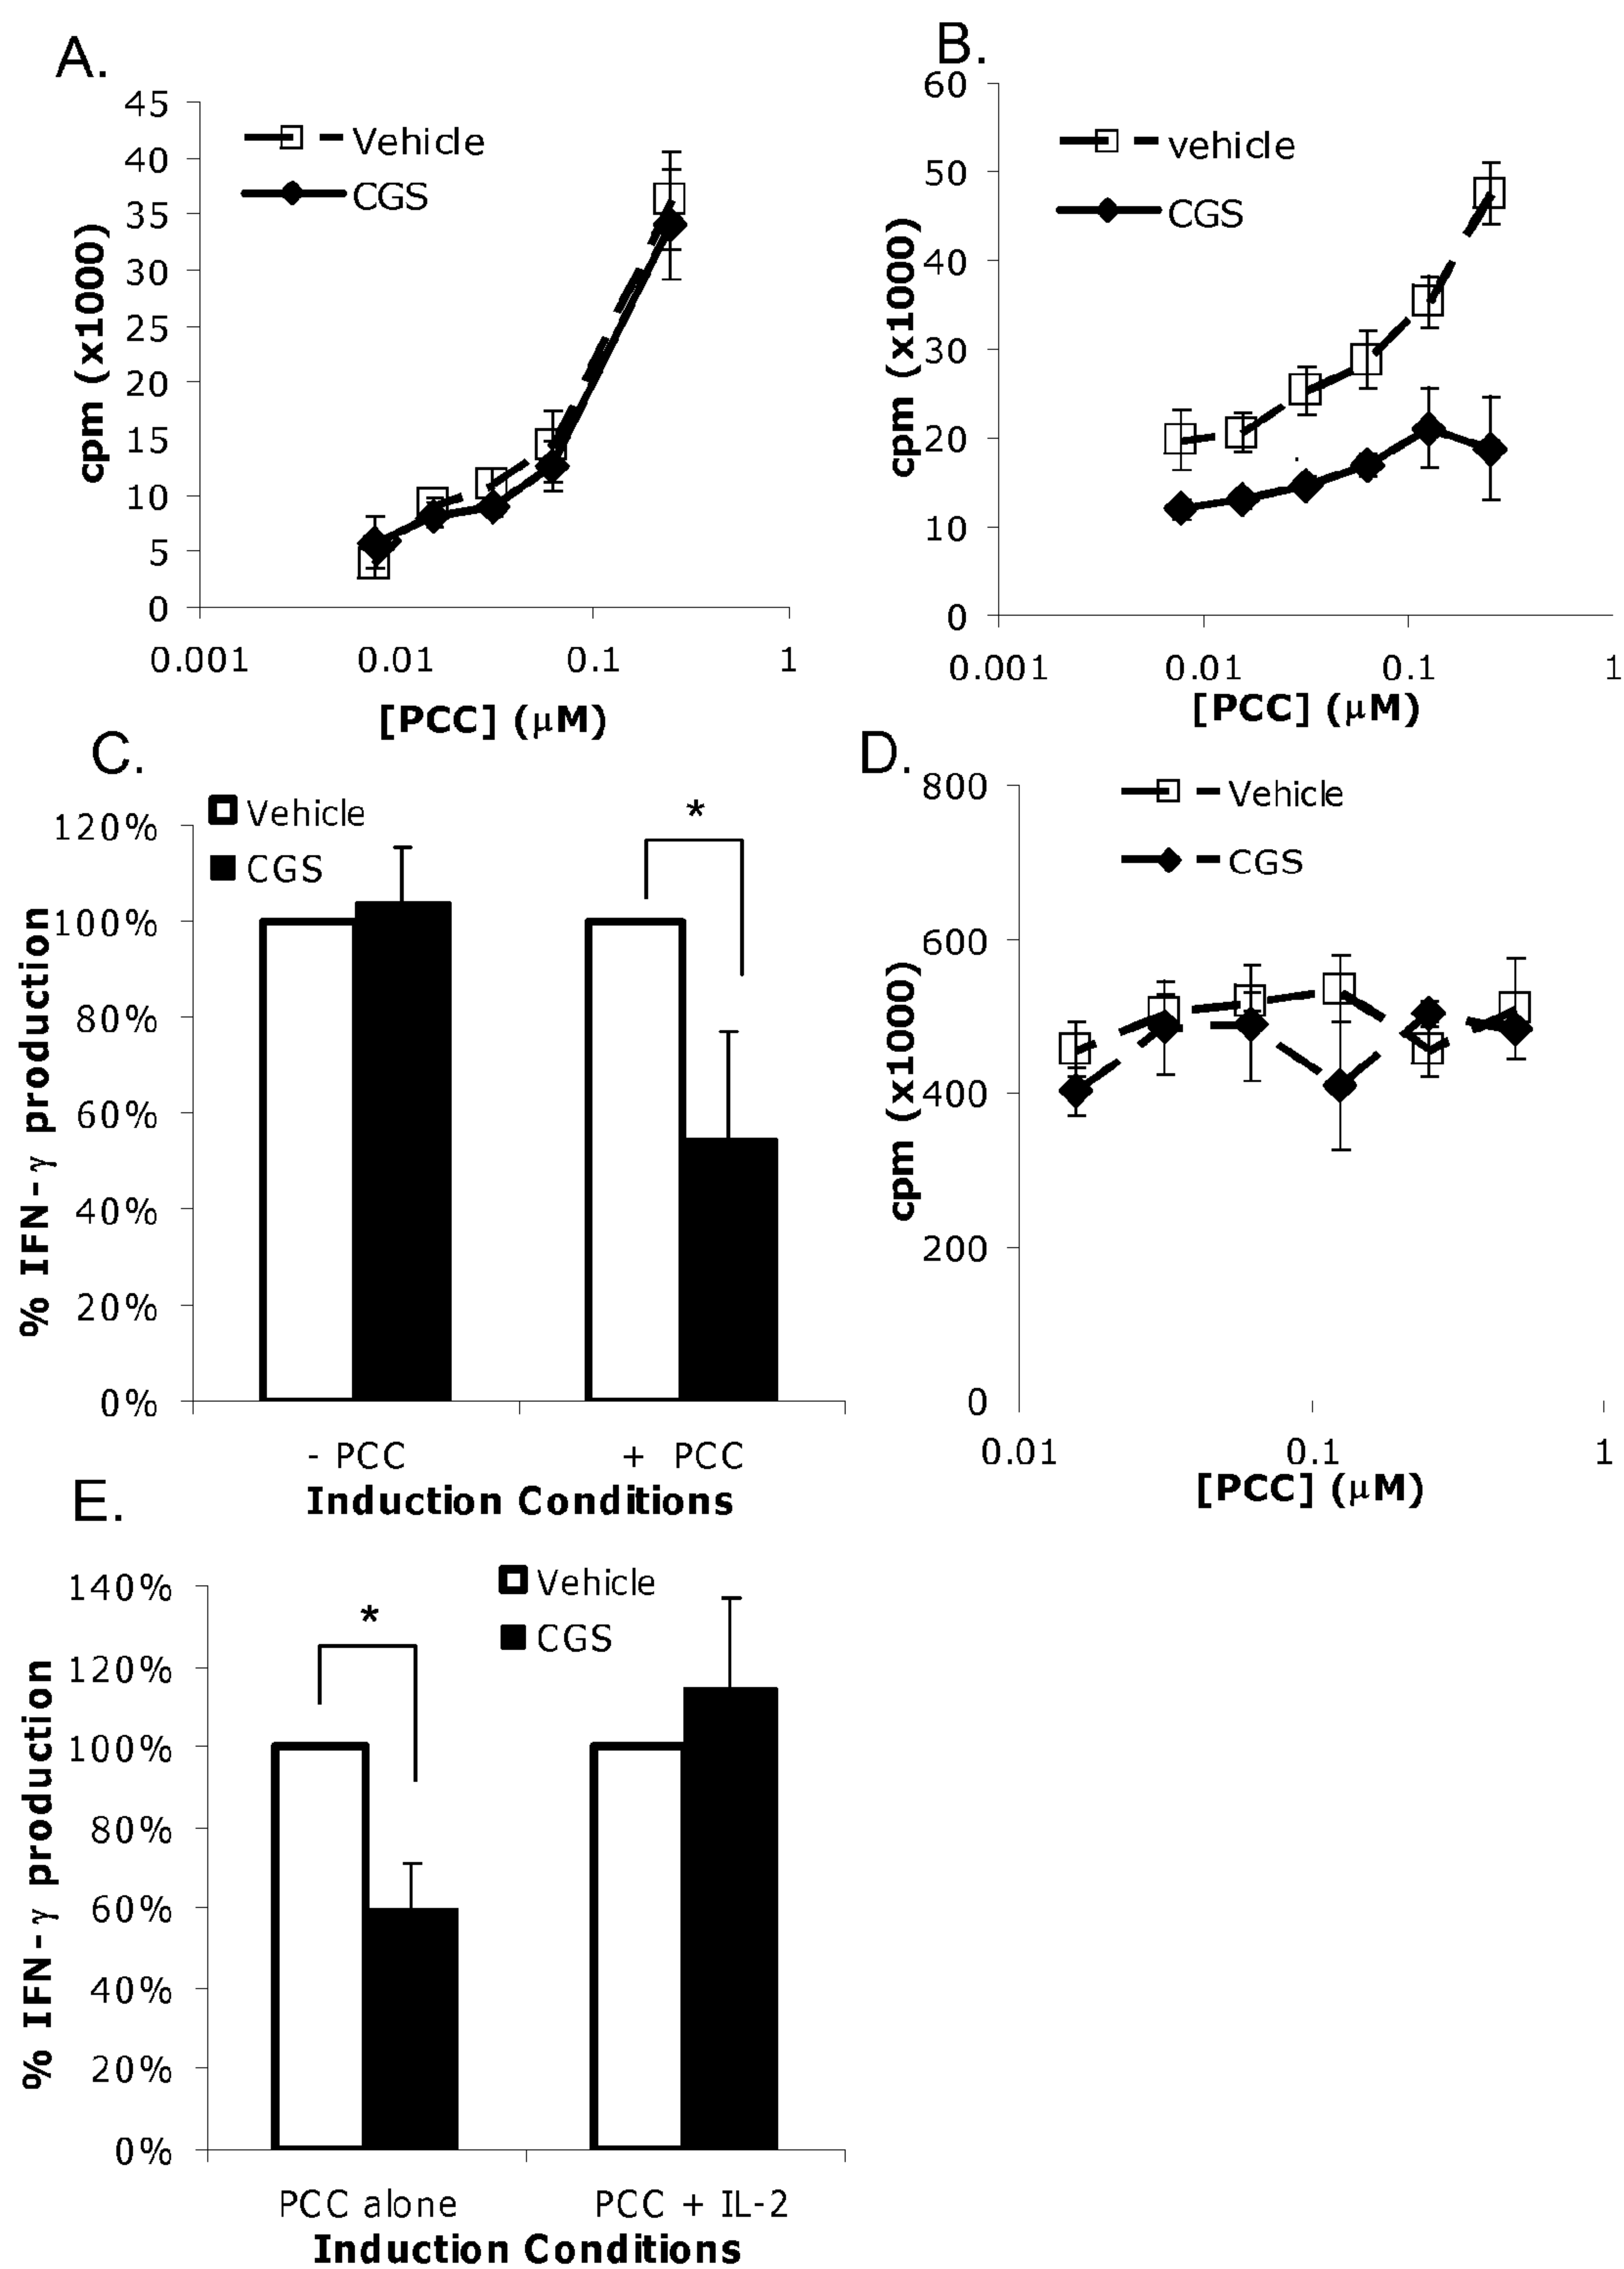 A.
45
40
35
30
25
20
15
10
5
0
Vehicle
CGS
cpm (x1000)
0.001 0.01 0.1 1
[PCC] (μM)
B.
60
50
40
30
20
10
0
vehicle
CGS
cpm (x1000)
0.001 0.01 0.1 1
[PCC] (μM)
C.
Vehicle
CGS
*
120%
100%
80%
60%
40%
20%
0%
% IFN-γ production
- PCC + PCC
Induction Conditions
D.
800
600
400
200
0
Vehicle
CGS
cpm (x1000)
0.01 0.1 1
[PCC] (μM)
E.
Vehicle
CGS
*
140%
120%
100%
80%
60%
40%
20%
0%
% IFN-γ production
PCC alone PCC + IL-2
Induction Conditions